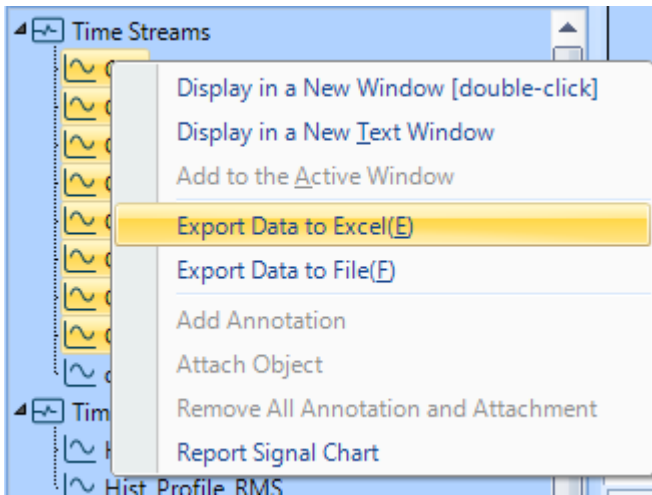 Time Streams
Display in a New Window [double-click]
Display in a New Text Window
Add to the Active Window
Export Data to Excel(E)
Export Data to File(F)
Add Annotation
Attach Object
Remove All Annotation and Attachment
Report Signal Chart
Hist_Profile_RMS